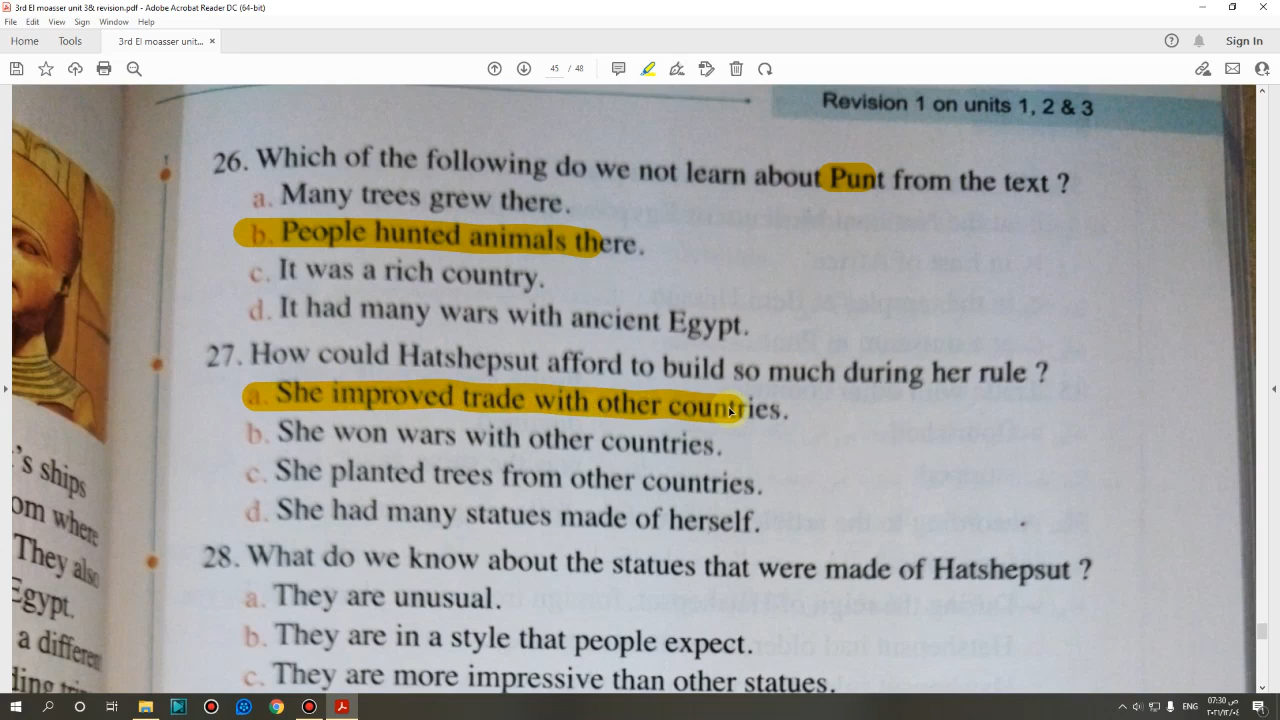 3rd El moasser unit 3& revision.pdf - Adobe Acrobat Reader DC (64-bit)
File Edit View Sign Window Help
Home Tools 3rd El moasser unit... × Sign In
45 / 48
Revision 1 on units 1, 2 & 3
26. Which of the following do we not learn about Punt from the text ?
a. Many trees grew there.
b. People hunted animals there.
c. It was a rich country.
d. It had many wars with ancient Egypt.
27. How could Hatshepsut afford to build so much during her rule ?
a. She improved trade with other countries.
b. She won wars with other countries.
c. She planted trees from other countries.
d. She had many statues made of herself.
28. What do we know about the statues that were made of Hatshepsut ?
a. They are unusual.
b. They are in a style that people expect.
c. They are more impressive than other statues.
's ships
om where
They also
Egypt.
a different
ENG
07:30 ص
٢٠٢١/١٢/٠٤